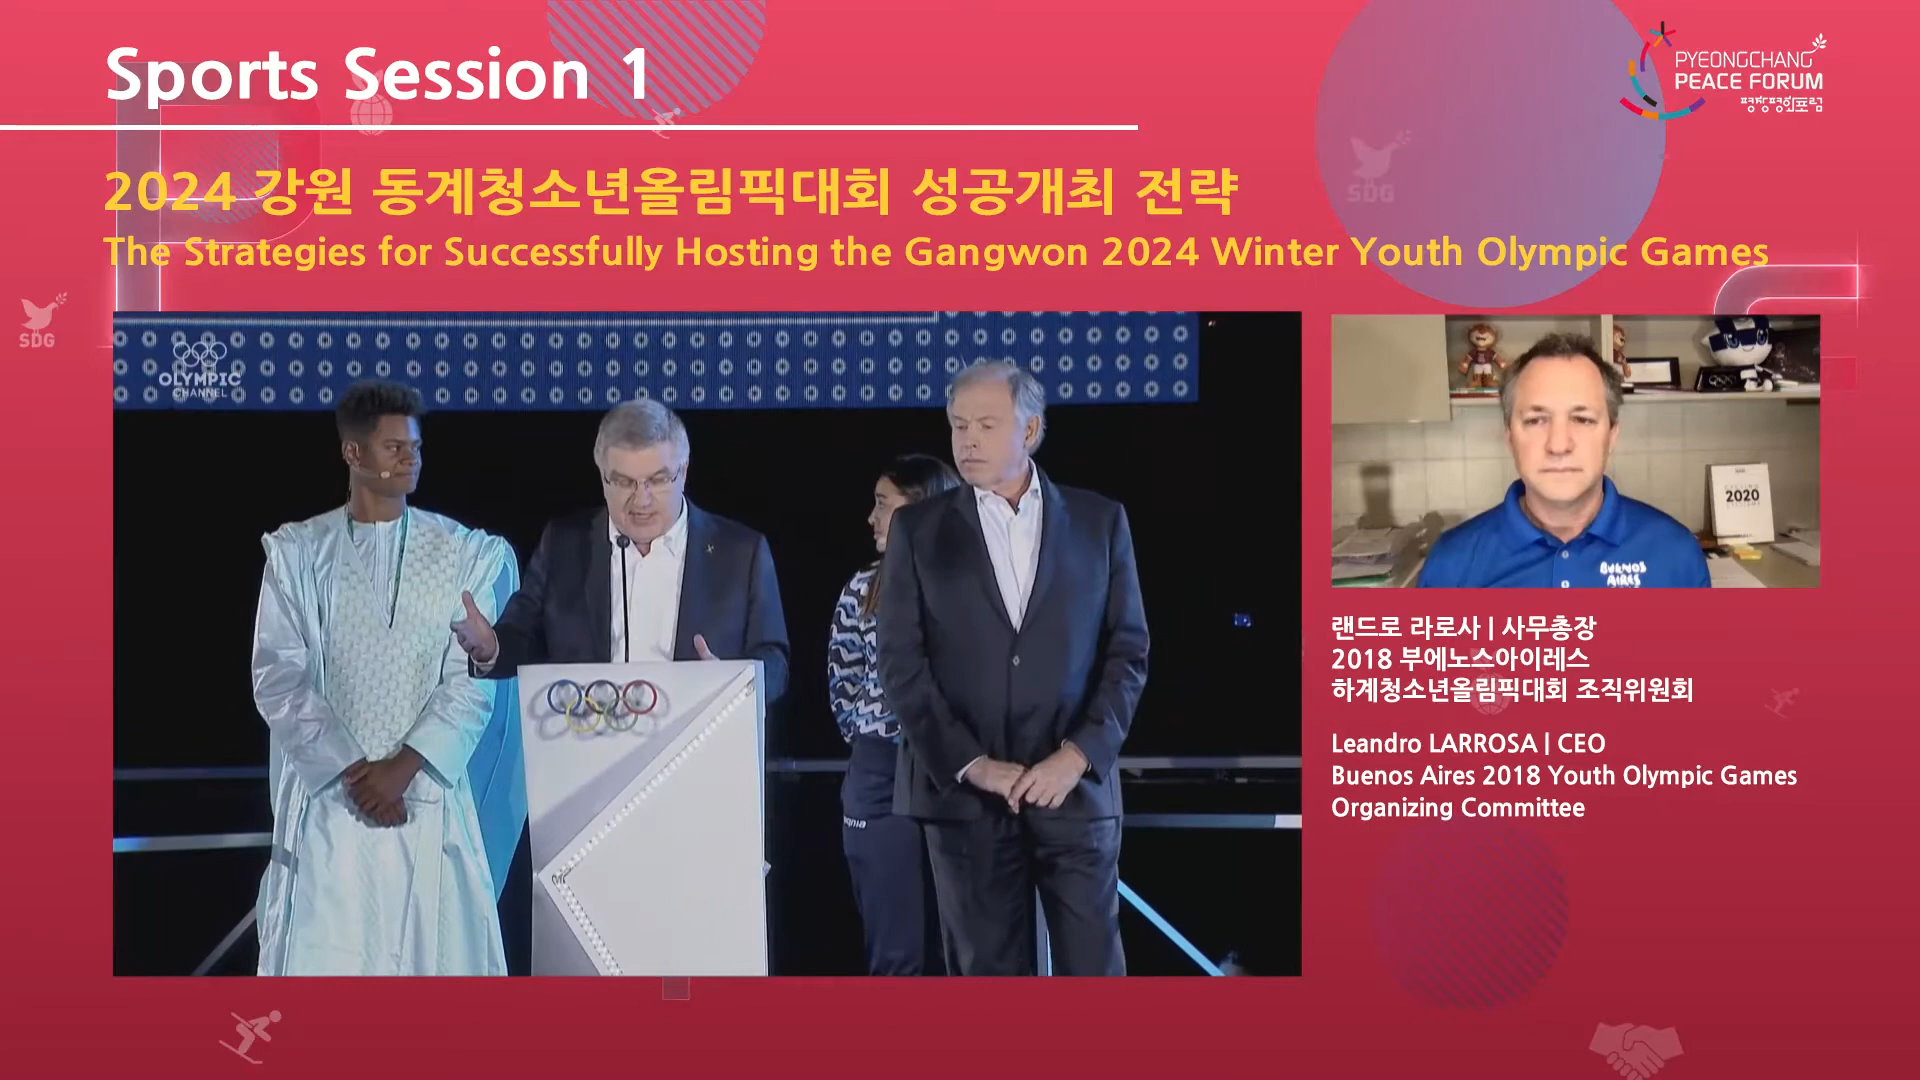 Sports Session 1
PYEONGCHANG
PEACE FORUM
평창평화포럼
2024 강원 동계청소년올림픽대회 성공개최 전략
The Strategies for Successfully Hosting the Gangwon 2024 Winter Youth Olympic Games
SDG
SDG
OLYMPIC
CHANNEL
2020
BUENOS
AIRES
랜드로 라로사 | 사무총장
2018 부에노스아이레스
하계청소년올림픽대회 조직위원회
Leandro LARROSA | CEO
Buenos Aires 2018 Youth Olympic Games
Organizing Committee